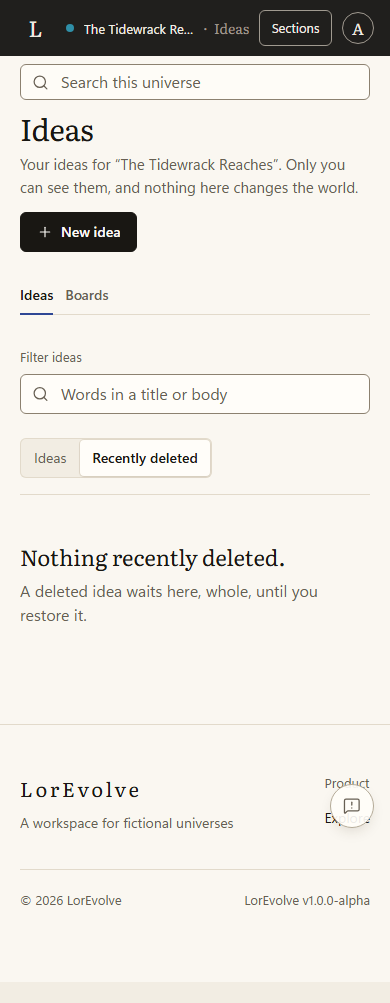 L
The Tidewrack Re... · Ideas
Sections
A
Search this universe
Ideas
Your ideas for “The Tidewrack Reaches”. Only you
can see them, and nothing here changes the world.
New idea
Ideas
Boards
Filter ideas
Words in a title or body
Ideas
Recently deleted
Nothing recently deleted.
A deleted idea waits here, whole, until you
restore it.
LorEvolve
A workspace for fictional universes
Product
Explore
© 2026 LorEvolve
LorEvolve v1.0.0-alpha